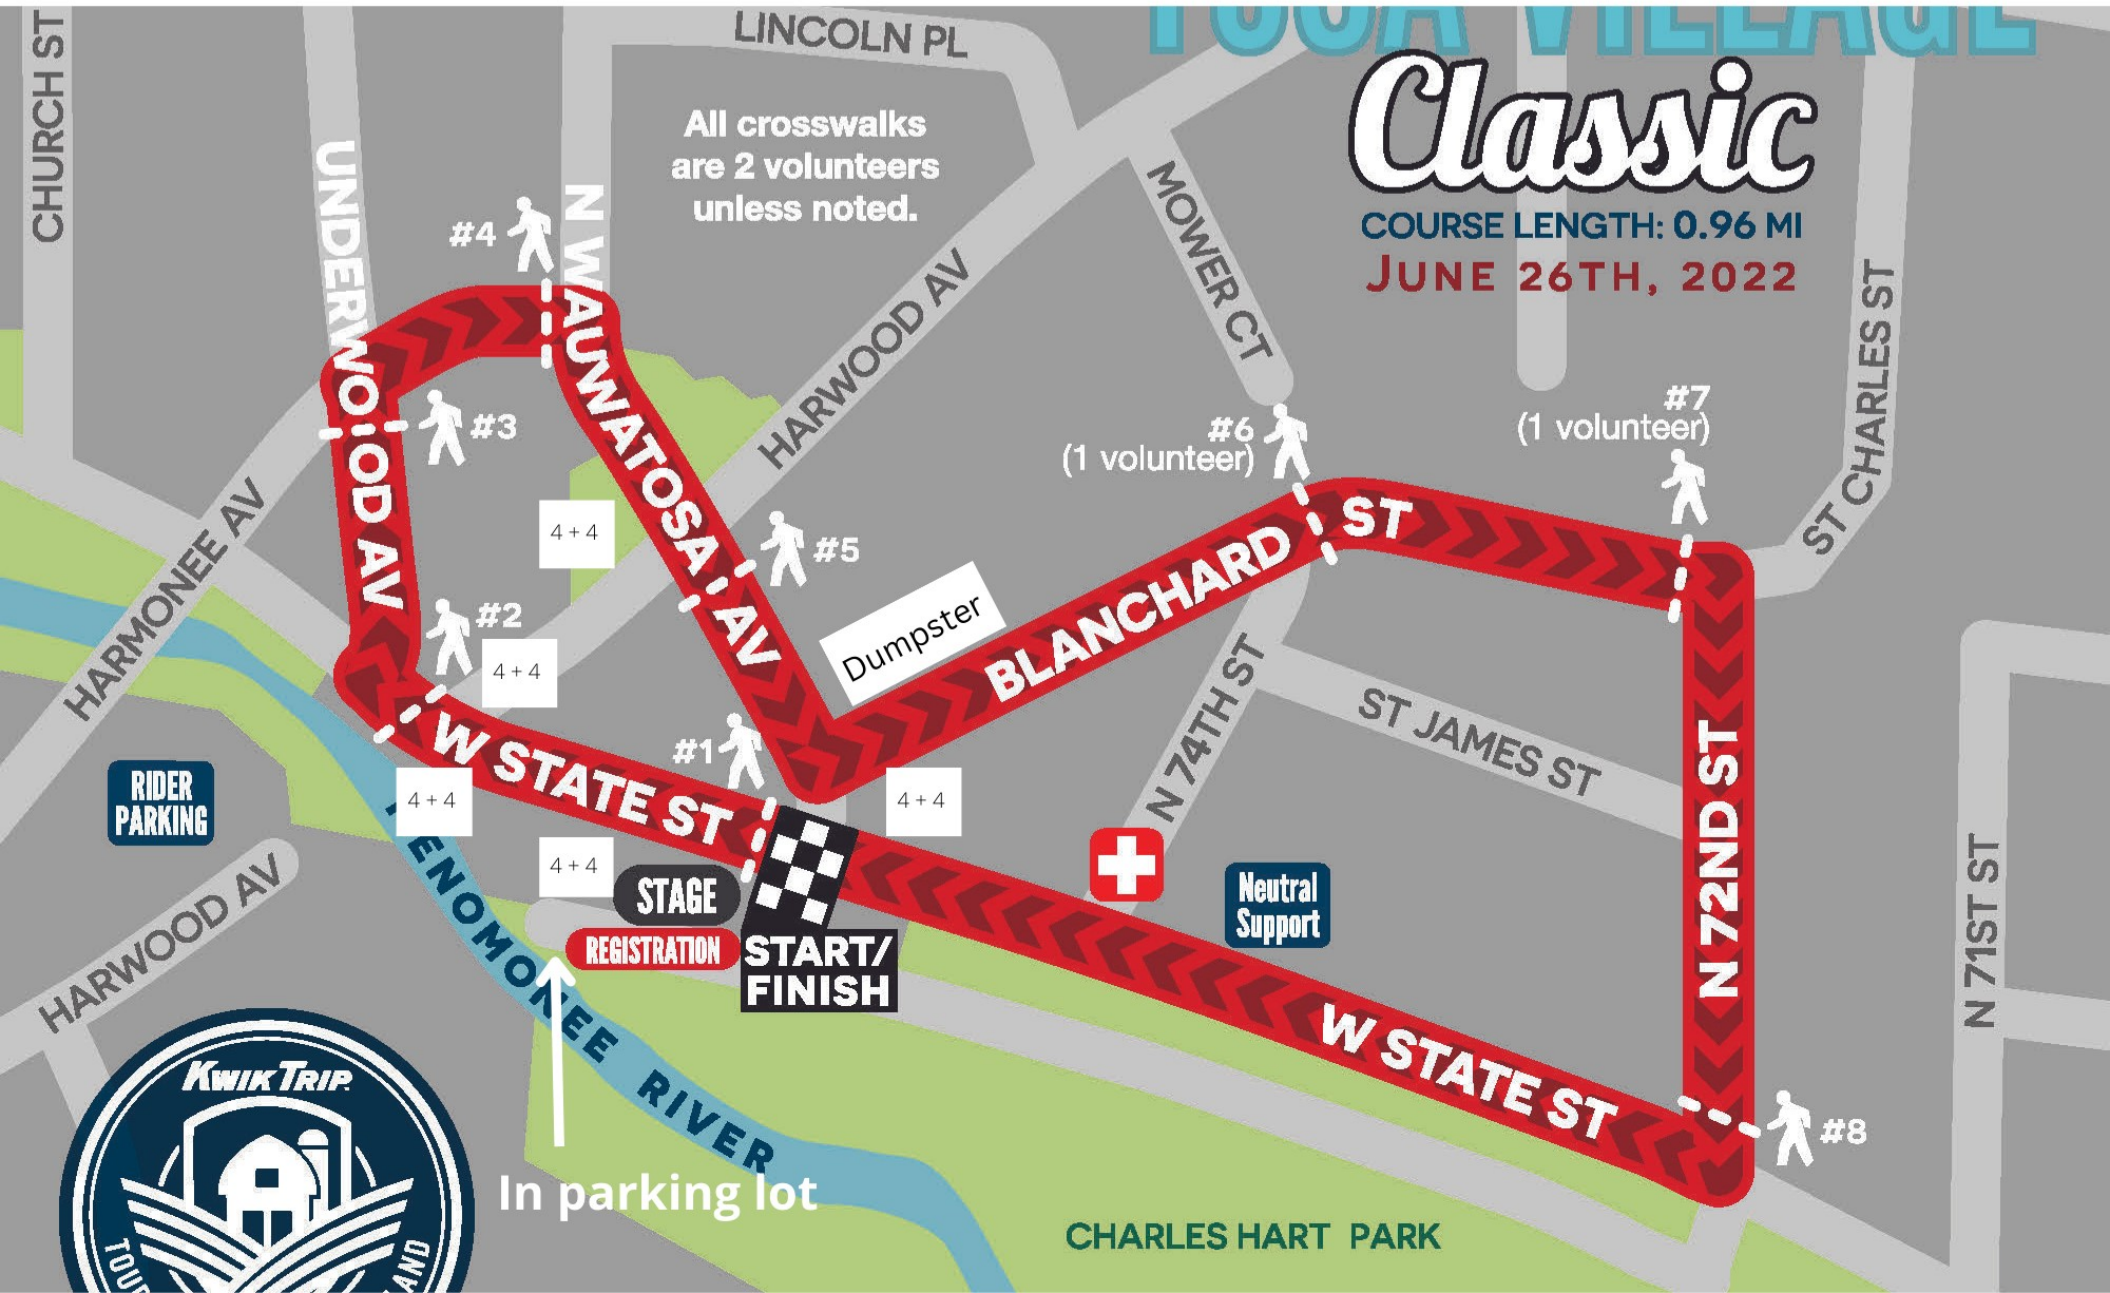 TOSA VILLAGE
Classic
COURSE LENGTH: 0.96 MI
JUNE 26TH, 2022
CHURCH ST
LINCOLN PL
All crosswalks
are 2 volunteers
unless noted.
UNDERWOOD AV
N WAUWATOSA AV
#4
HARWOOD AV
MOWER CT
ST CHARLES ST
#3
#6
(1 volunteer)
#7
(1 volunteer)
ST
HARMONEE AV
4 + 4
#5
BLANCHARD
Dumpster
#2
4 + 4
N 74TH ST
ST JAMES ST
N 72ND ST
N 71ST ST
W STATE ST
#1
RIDER
PARKING
4 + 4
4 + 4
4 + 4
STAGE
REGISTRATION
START/
FINISH
Neutral
Support
HARWOOD AV
MENOMONEE RIVER
W STATE ST
#8
KWIK TRIP
TOUR
AND
In parking lot
CHARLES HART PARK